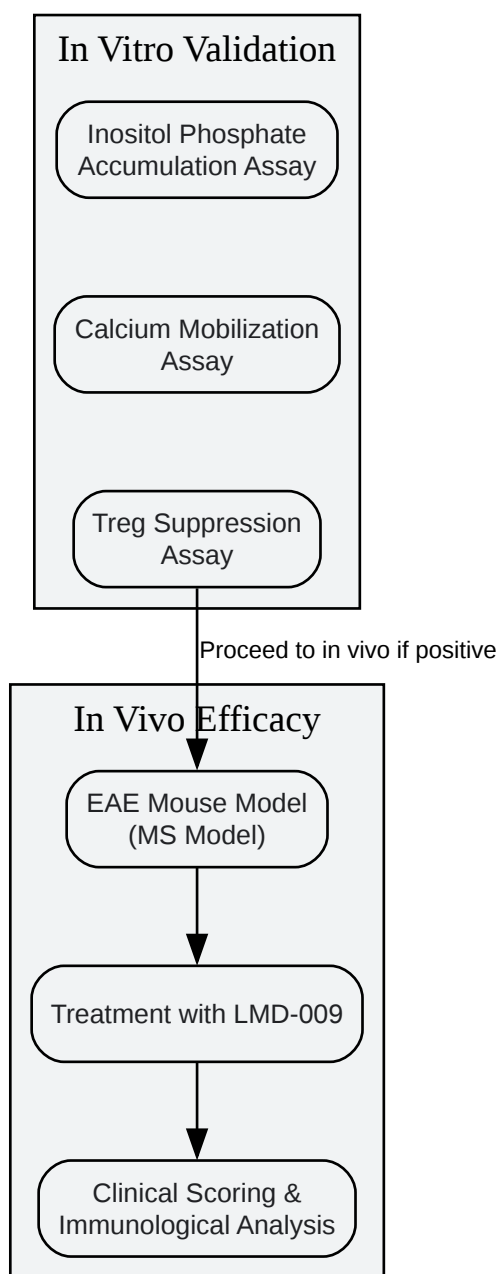 In Vitro Validation
Inositol Phosphate
Accumulation Assay
Calcium Mobilization
Assay
Treg Suppression
Assay
Proceed to in vivo if positive
In Vivo Efficacy
EAE Mouse Model
(MS Model)
Treatment with LMD-009
Clinical Scoring &
Immunological Analysis